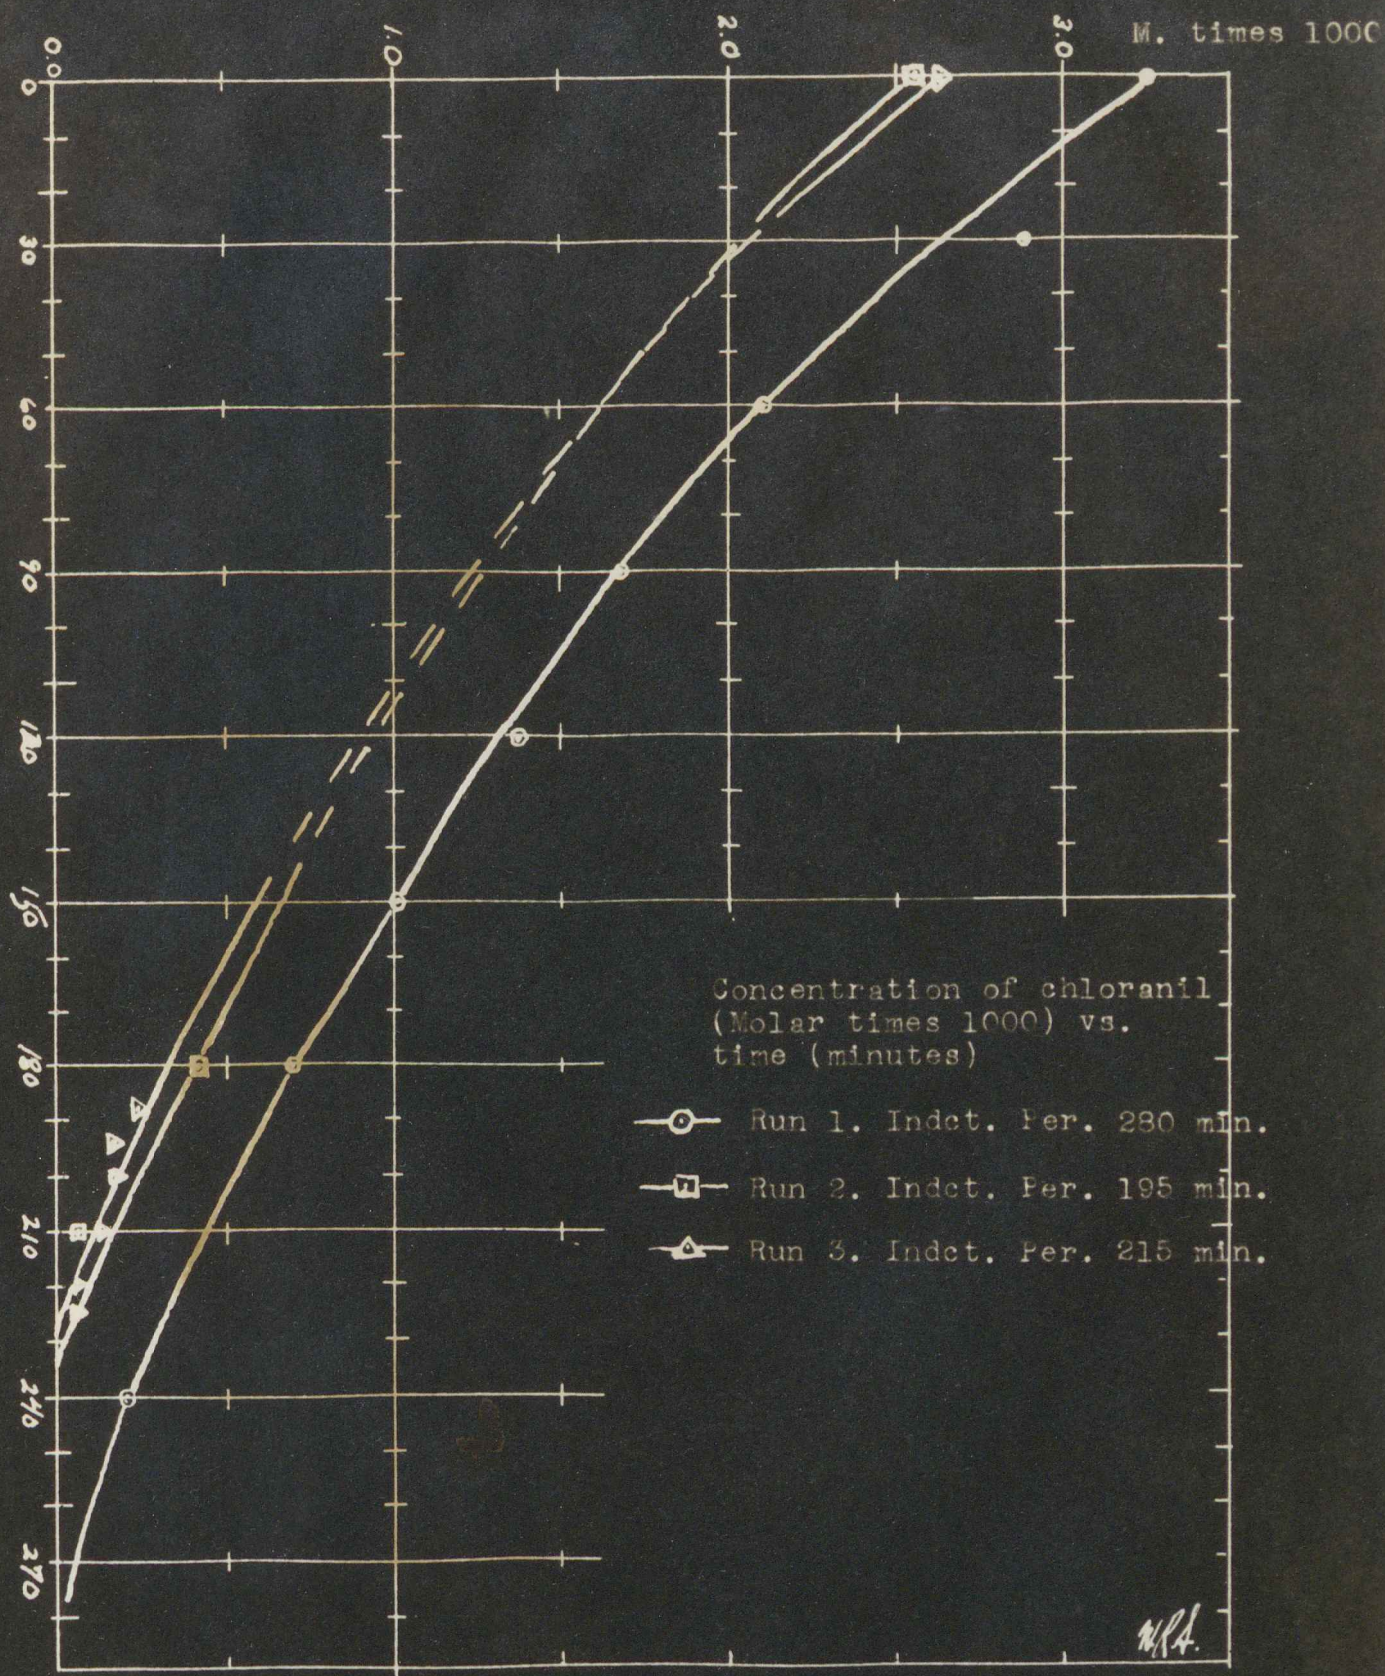 M. times 1000
0.0
1.0
2.0
3.0
0
30
60
90
120
150
180
210
240
270
Concentration of chloranil
(Molar times 1000) vs.
time (minutes)
Run 1. Indct. Per. 280 min.
Run 2. Indct. Per. 195 min.
Run 3. Indct. Per. 215 min.